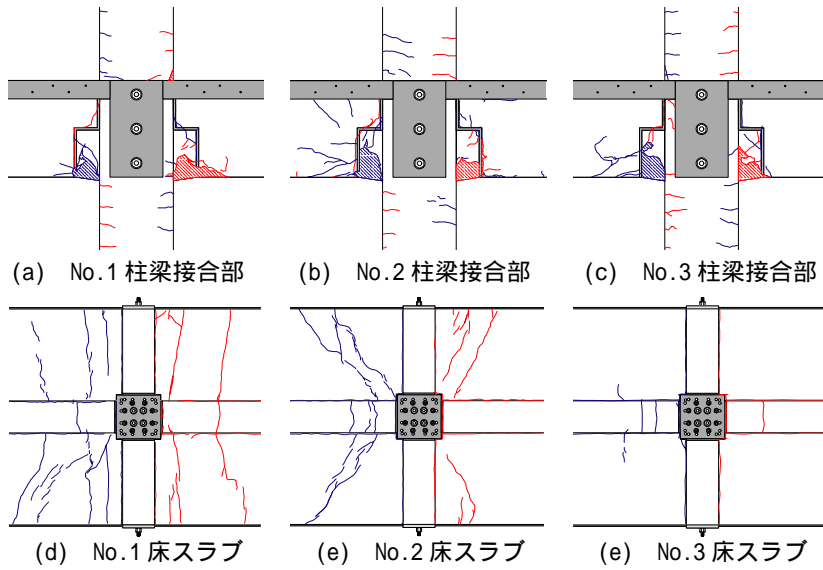 (a) No.1 柱梁接合部
(b) No.2 柱梁接合部
(c) No.3 柱梁接合部
(d) No.1 床スラブ
(e) No.2 床スラブ
(e) No.3 床スラブ